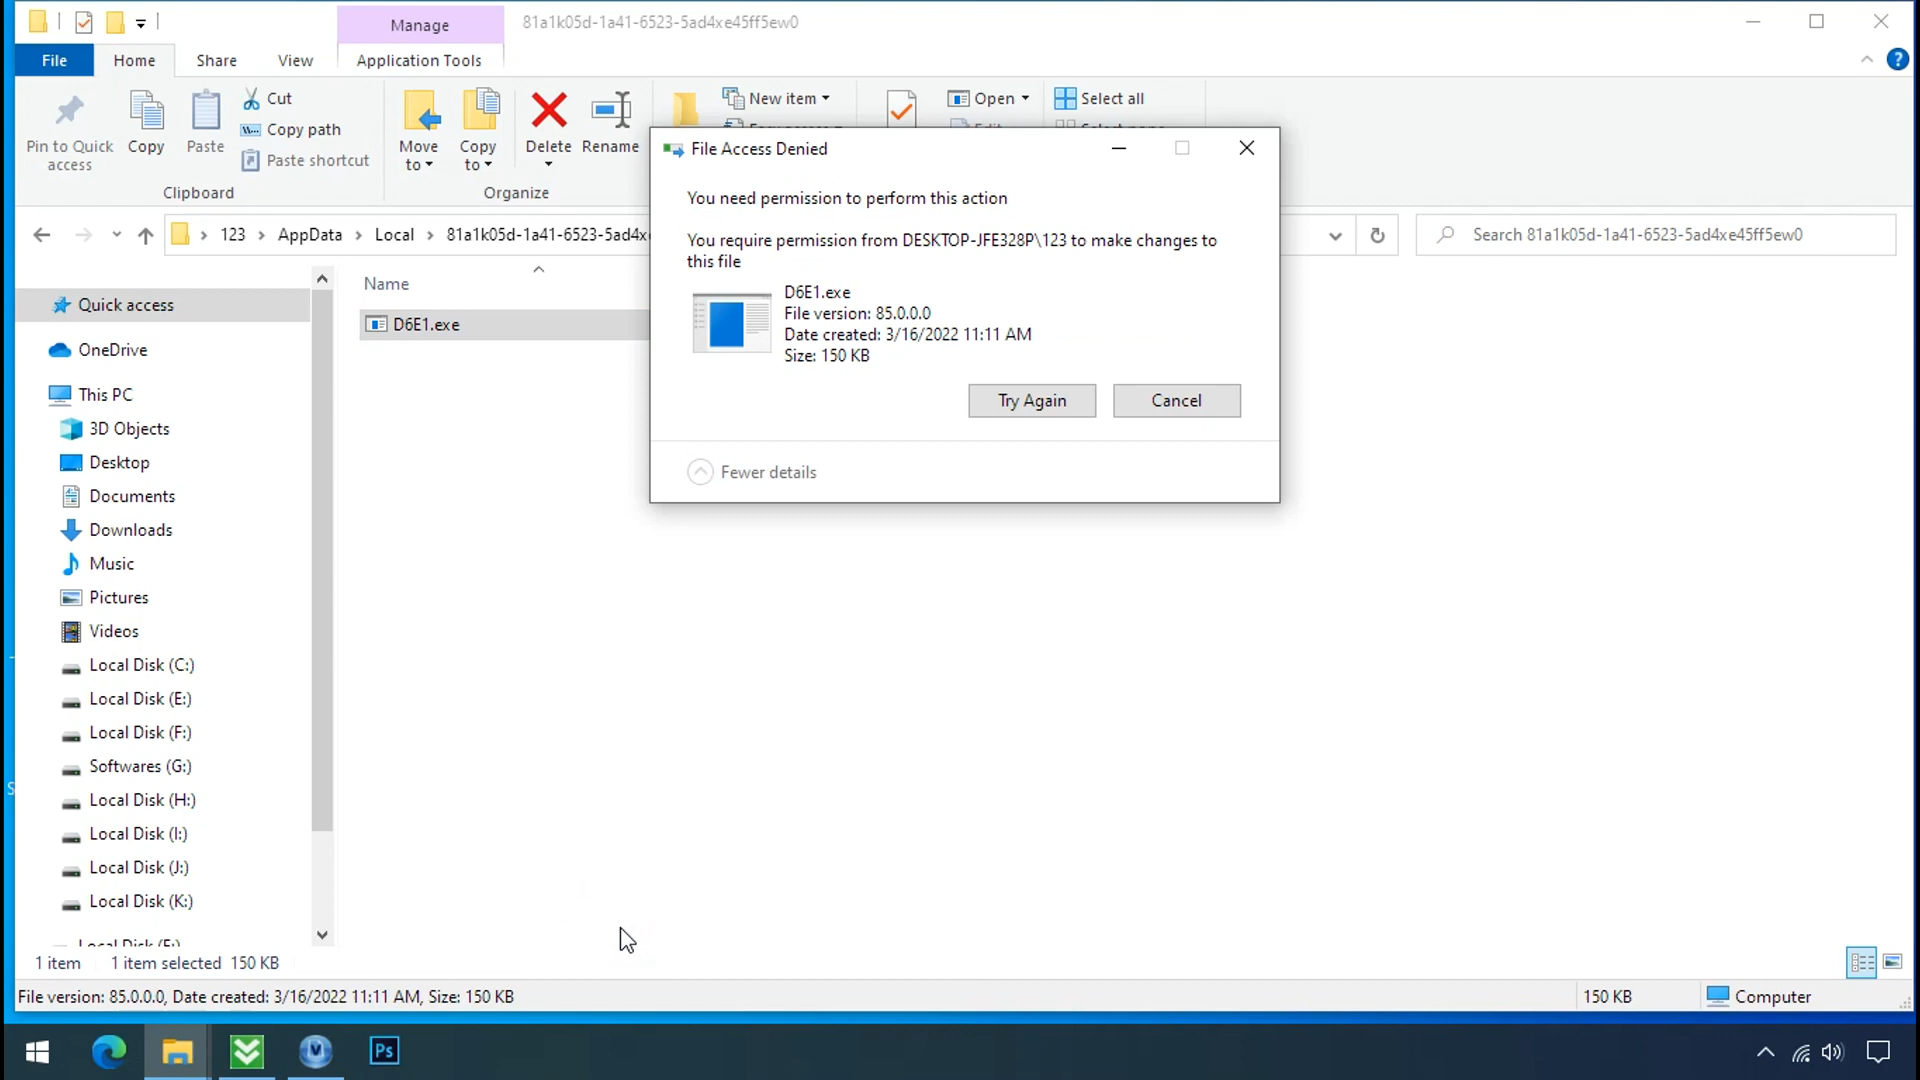 Manage
81a1k05d-1a41-6523-5ad4xe45ff5ew0
File
Home
Share
View
Application Tools
?
Pin to Quick
access
Copy
Paste
Cut
Copy path
Paste shortcut
Move
to
Copy
to
Delete
Rename
New item
Open
Edit
Select all
Clipboard
Organize
123
AppData
Local
81a1k05d-1a41-6523-5ad4x
Search 81a1k05d-1a41-6523-5ad4xe45ff5ew0
Name
D6E1.exe
File Access Denied
You need permission to perform this action
You require permission from DESKTOP-JFE328P\123 to make changes to
this file
D6E1.exe
File version: 85.0.0.0
Date created: 3/16/2022 11:11 AM
Size: 150 KB
Try Again
Cancel
Fewer details
Quick access
OneDrive
This PC
3D Objects
Desktop
Documents
Downloads
Music
Pictures
Videos
Local Disk (C:)
Local Disk (E:)
Local Disk (F:)
Softwares (G:)
Local Disk (H:)
Local Disk (I:)
Local Disk (J:)
Local Disk (K:)
Local Disk (E:)
1 item
1 item selected
150 KB
File version: 85.0.0.0, Date created: 3/16/2022 11:11 AM, Size: 150 KB
150 KB
Computer
Ps